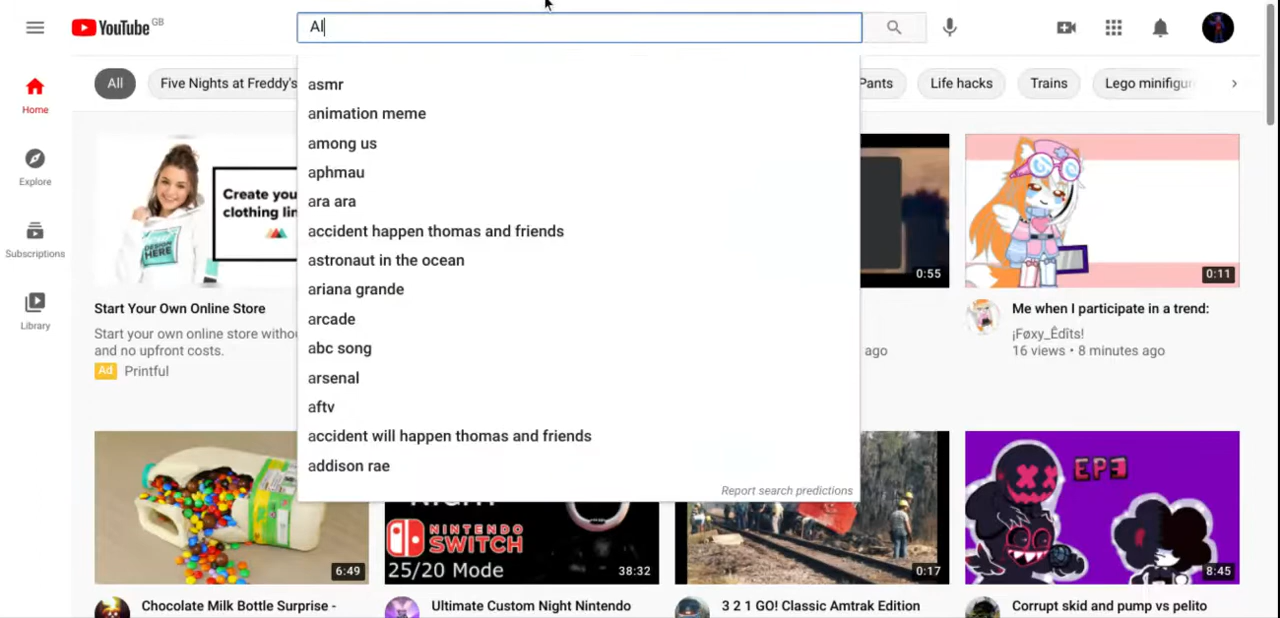 YouTube GB
Al
All
Five Nights at Freddy's
Pants
Life hacks
Trains
Lego minifigur
asmr
animation meme
among us
aphmau
ara ara
accident happen thomas and friends
astronaut in the ocean
ariana grande
arcade
abc song
arsenal
aftv
accident will happen thomas and friends
addison rae
Report search predictions
Home
Explore
Subscriptions
Library
DESIGN HERE
Create you
clothing lin
Start Your Own Online Store
Start your own online store withou
and no upfront costs.
Ad Printful
0:55
ago
0:11
Me when I participate in a trend:
¡Føxy_Êdîts!
16 views • 8 minutes ago
6:49
Chocolate Milk Bottle Surprise -
NIGHT
NINTENDO
SWITCH
25/20 Mode
38:32
Ultimate Custom Night Nintendo
0:17
3 2 1 GO! Classic Amtrak Edition
EP3
8:45
Corrupt skid and pump vs pelito